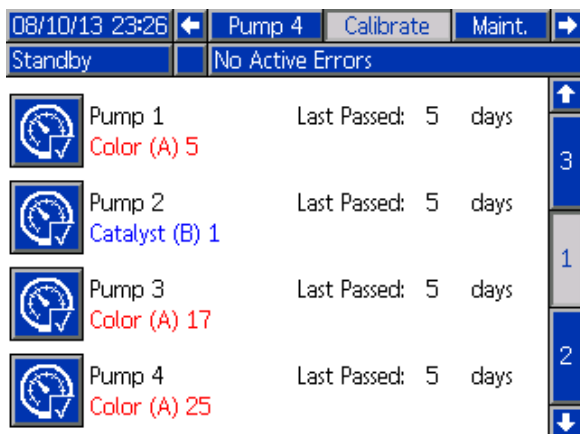 08/10/13 23:26 Pump 4 Calibrate Maint.
Standby No Active Errors
Pump 1 Last Passed: 5 days
Color (A) 5
3
Pump 2 Last Passed: 5 days
Catalyst (B) 1
1
Pump 3 Last Passed: 5 days
Color (A) 17
2
Pump 4 Last Passed: 5 days
Color (A) 25